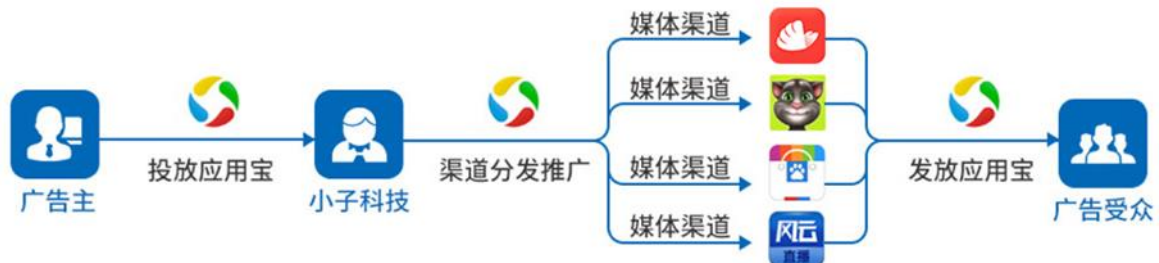 广告主
投放应用宝
小子科技
渠道分发推广
媒体渠道
媒体渠道
媒体渠道
媒体渠道
风云
直播
发放应用宝
广告受众